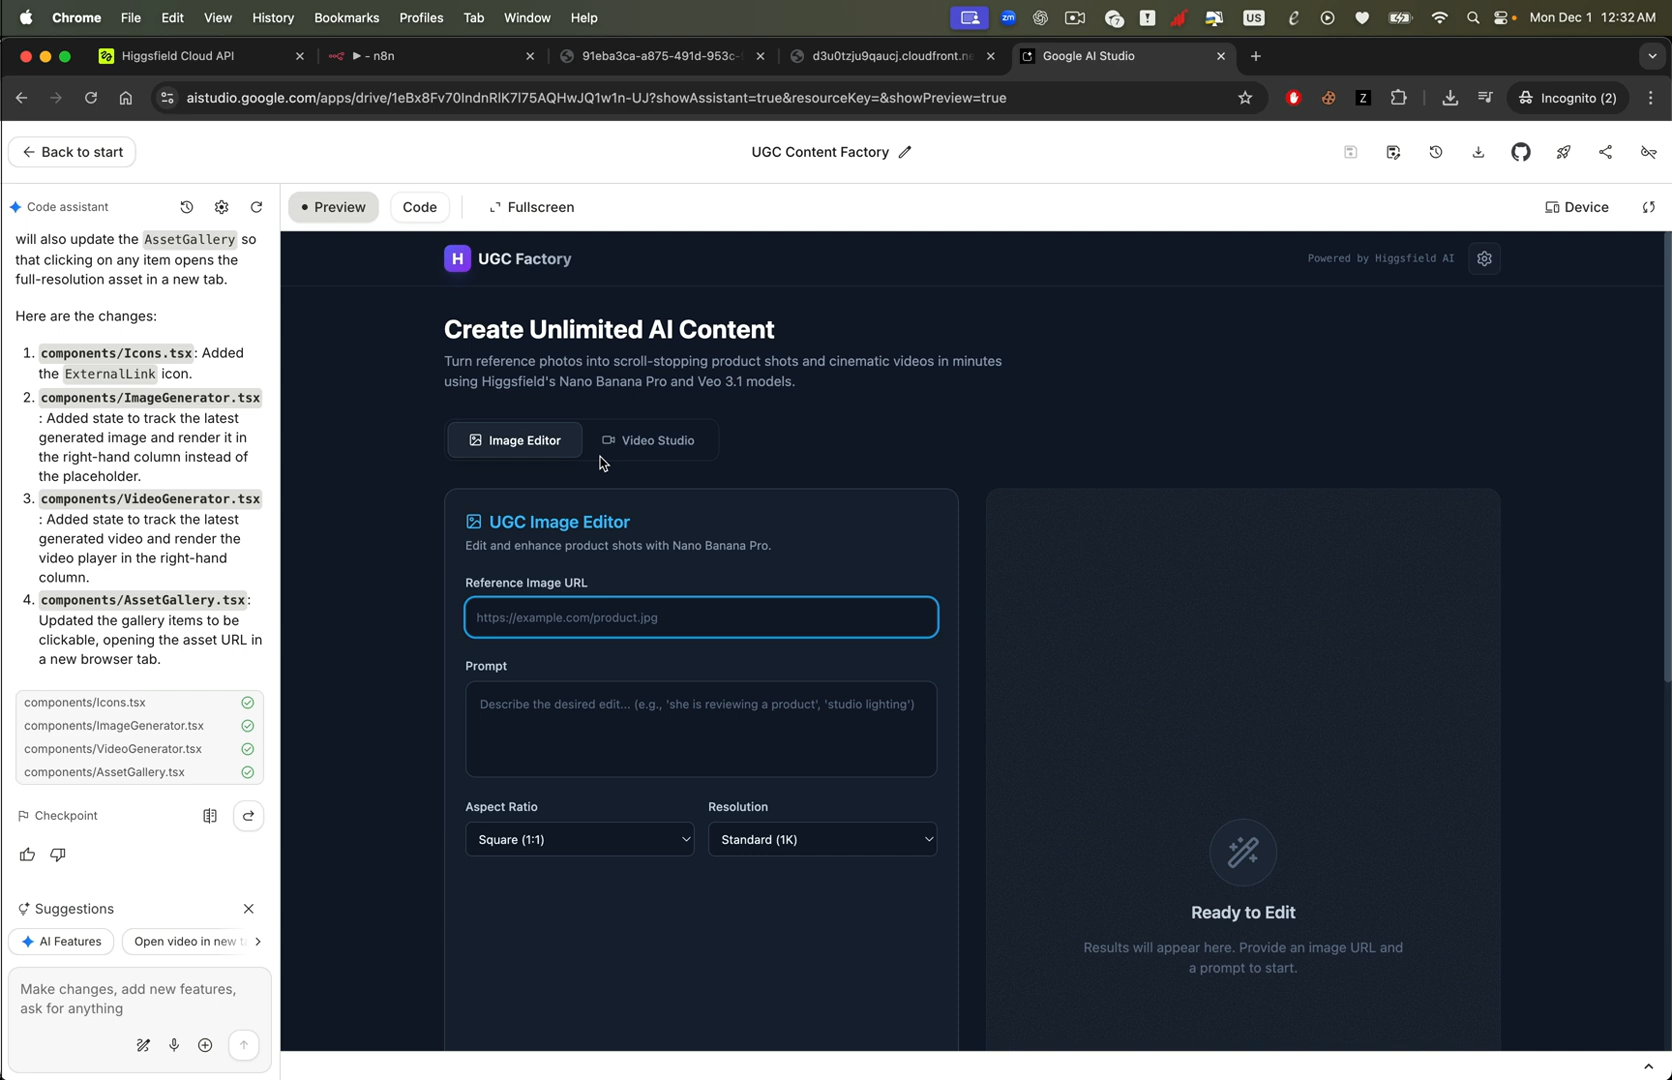 Chrome File Edit View History Bookmarks Profiles Tab Window Help
zm
7
US
Mon Dec 1 12:32 AM
Higgsfield Cloud API
- n8n
91eba3ca-a875-491d-953c-
d3u0tzju9qaucj.cloudfront.ne
Google AI Studio
aistudio.google.com/apps/drive/1eBx8Fv70IndnRlK7I75AQHwJQ1w1n-UJ?showAssistant=true&resourceKey=&showPreview=true
Z
Incognito (2)
Back to start
UGC Content Factory
Code assistant
Preview
Code
Fullscreen
Device
will also update the AssetGallery so
that clicking on any item opens the
full-resolution asset in a new tab.
Here are the changes:
1. components/Icons.tsx: Added
the ExternalLink icon.
2. components/ImageGenerator.tsx
: Added state to track the latest
generated image and render it in
the right-hand column instead of
the placeholder.
3. components/VideoGenerator.tsx
: Added state to track the latest
generated video and render the
video player in the right-hand
column.
4. components/AssetGallery.tsx:
Updated the gallery items to be
clickable, opening the asset URL in
a new browser tab.
components/Icons.tsx
components/ImageGenerator.tsx
components/VideoGenerator.tsx
components/AssetGallery.tsx
Checkpoint
Suggestions
AI Features
Open video in new ta
Make changes, add new features,
ask for anything
H UGC Factory
Powered by Higgsfield AI
Create Unlimited AI Content
Turn reference photos into scroll-stopping product shots and cinematic videos in minutes
using Higgsfield's Nano Banana Pro and Veo 3.1 models.
Image Editor
Video Studio
UGC Image Editor
Edit and enhance product shots with Nano Banana Pro.
Reference Image URL
https://example.com/product.jpg
Prompt
Describe the desired edit... (e.g., 'she is reviewing a product', 'studio lighting')
Aspect Ratio
Resolution
Square (1:1)
Standard (1K)
Ready to Edit
Results will appear here. Provide an image URL and
a prompt to start.